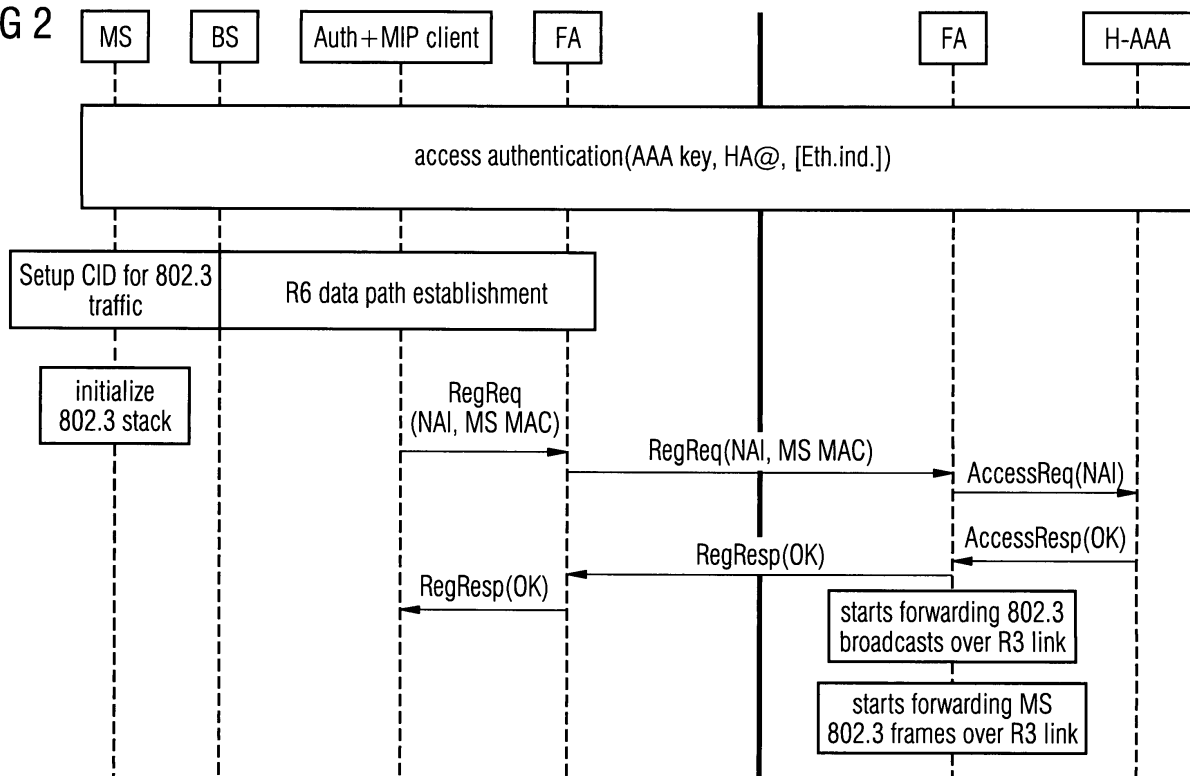 G 2
MS
BS
Auth+MIP client
FA
FA
H-AAA
access authentication(AAA key, HA@, [Eth.ind.])
Setup CID for 802.3
traffic
R6 data path establishment
initialize
802.3 stack
RegReq
(NAI, MS MAC)
RegReq(NAI, MS MAC)
AccessReq(NAI)
AccessResp(OK)
RegResp(OK)
RegResp(OK)
starts forwarding 802.3
broadcasts over R3 link
starts forwarding MS
802.3 frames over R3 link